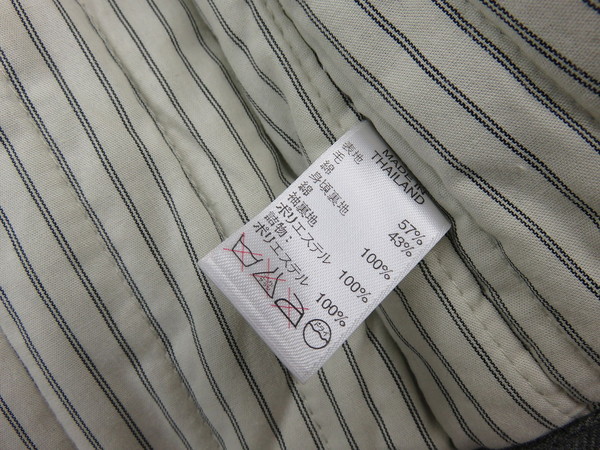 MADE IN
THAILAND
表地
毛 57%
綿 43%
身頃裏地
綿 100%
袖裏地
ポリエステル 100%
詰物:
ポリエステル 100%